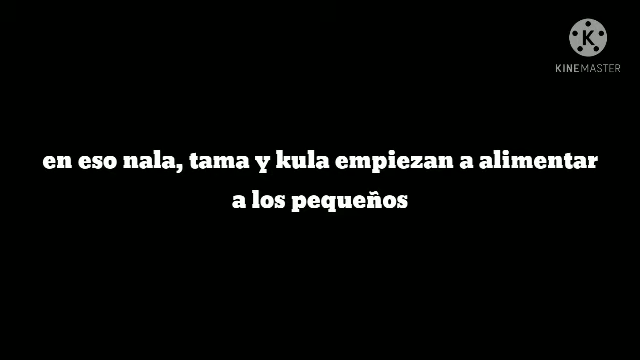 KINEMASTER
en eso nala, tama y kula empiezan a alimentar
a los pequeños